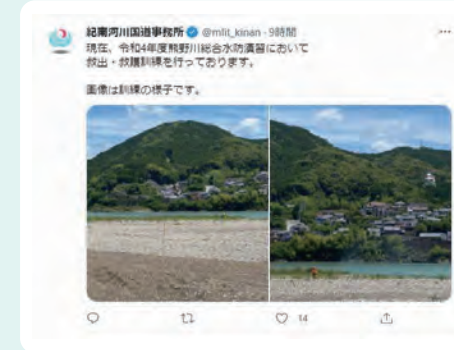 紀南河川国道事務所 @mlit_kinan・9時間
現在、令和4年度熊野川総合水防演習において
救出・救護訓練を行っております。
画像は訓練の様子です。
14